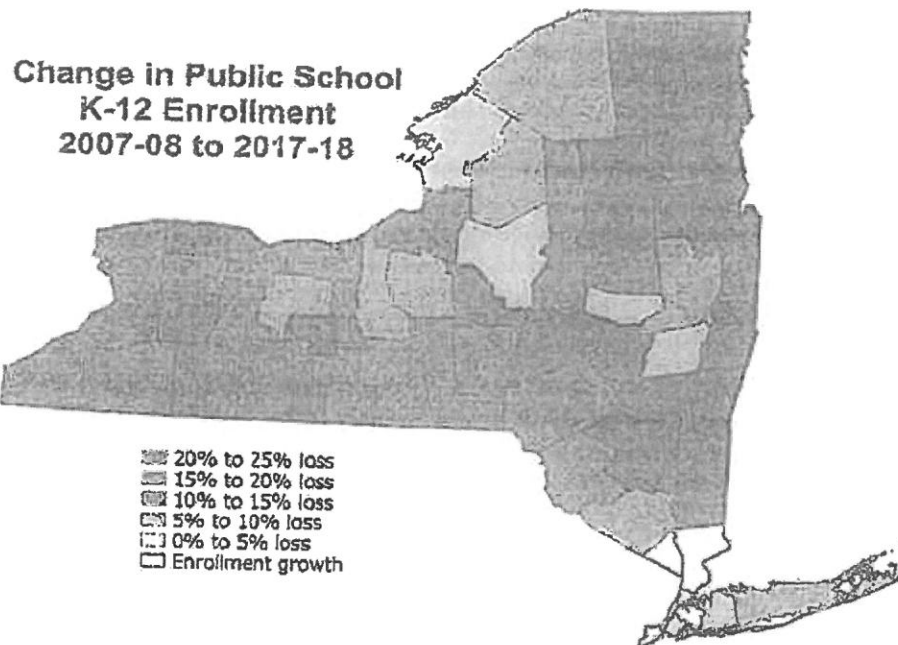 Change in Public School
K-12 Enrollment
2007-08 to 2017-18
20% to 25% loss
15% to 20% loss
10% to 15% loss
5% to 10% loss
0% to 5% loss
Enrollment growth